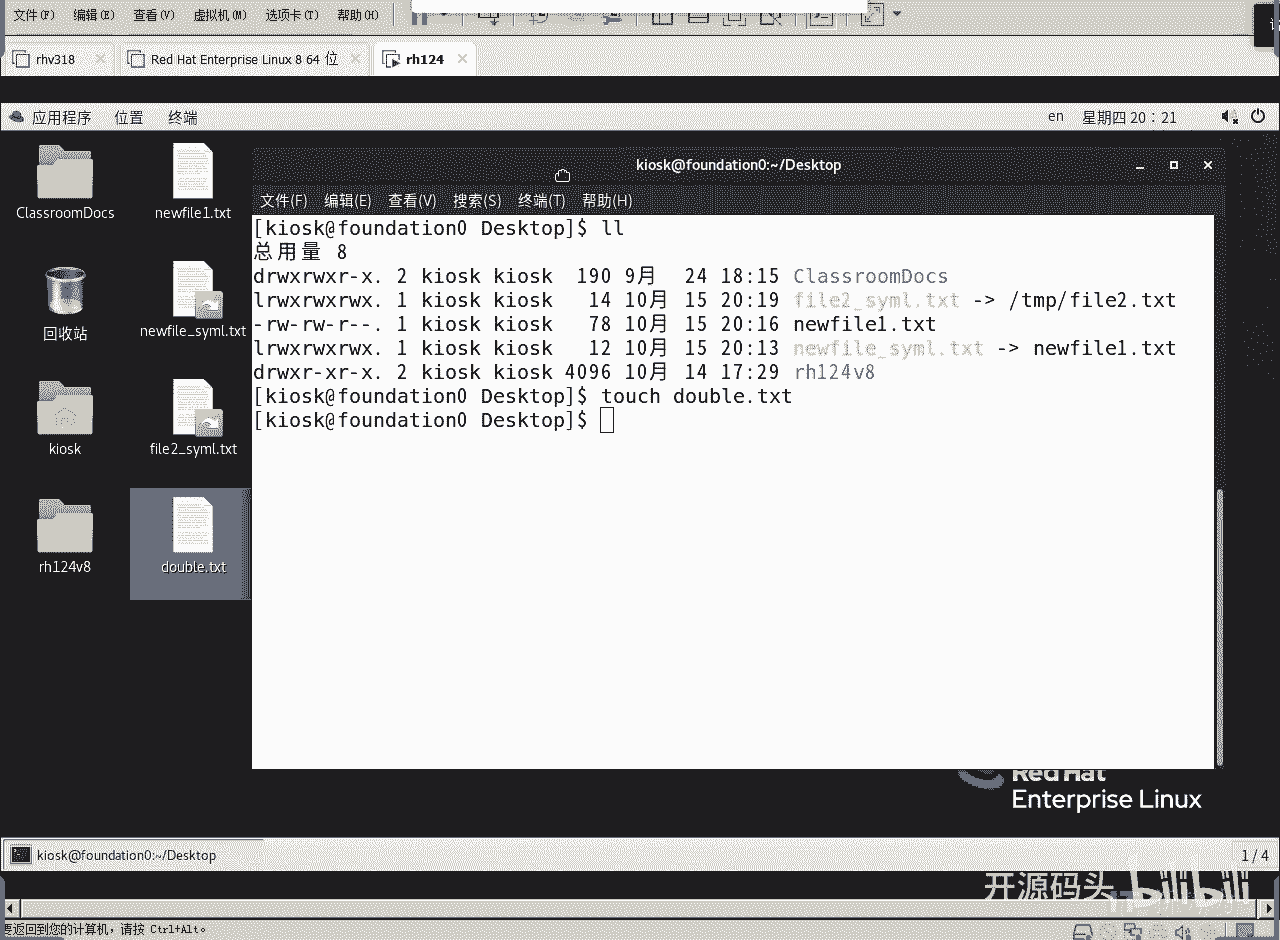 文件(F) 编辑(E) 查看(V) 虚拟机(M) 选项卡(T) 帮助(H)
rhv318 Red Hat Enterprise Linux 8 64 位 rh124
应用程序 位置 终端 en 星期四 20：21
kiosk@foundation0:~/Desktop
文件(F) 编辑(E) 查看(V) 搜索(S) 终端(T) 帮助(H)
ClassroomDocs newfile1.txt
回收站 newfile_syml.txt
kiosk file2_syml.txt
rh124v8 double.txt
[kiosk@foundation0 Desktop]$ ll
总用量 8
drwxrwxr-x. 2 kiosk kiosk  190 9月  24 18:15 ClassroomDocs
lrwxrwxrwx. 1 kiosk kiosk   14 10月 15 20:19 file2_syml.txt -> /tmp/file2.txt
-rw-rw-r--. 1 kiosk kiosk   78 10月 15 20:16 newfile1.txt
lrwxrwxrwx. 1 kiosk kiosk   12 10月 15 20:13 newfile_syml.txt -> newfile1.txt
drwxr-xr-x. 2 kiosk kiosk 4096 10月 14 17:29 rh124v8
[kiosk@foundation0 Desktop]$ touch double.txt
[kiosk@foundation0 Desktop]$
Red Hat
Enterprise Linux
kiosk@foundation0:~/Desktop 1 / 4
开源码头 bilibili
要返回到您的计算机，请按 Ctrl+Alt。